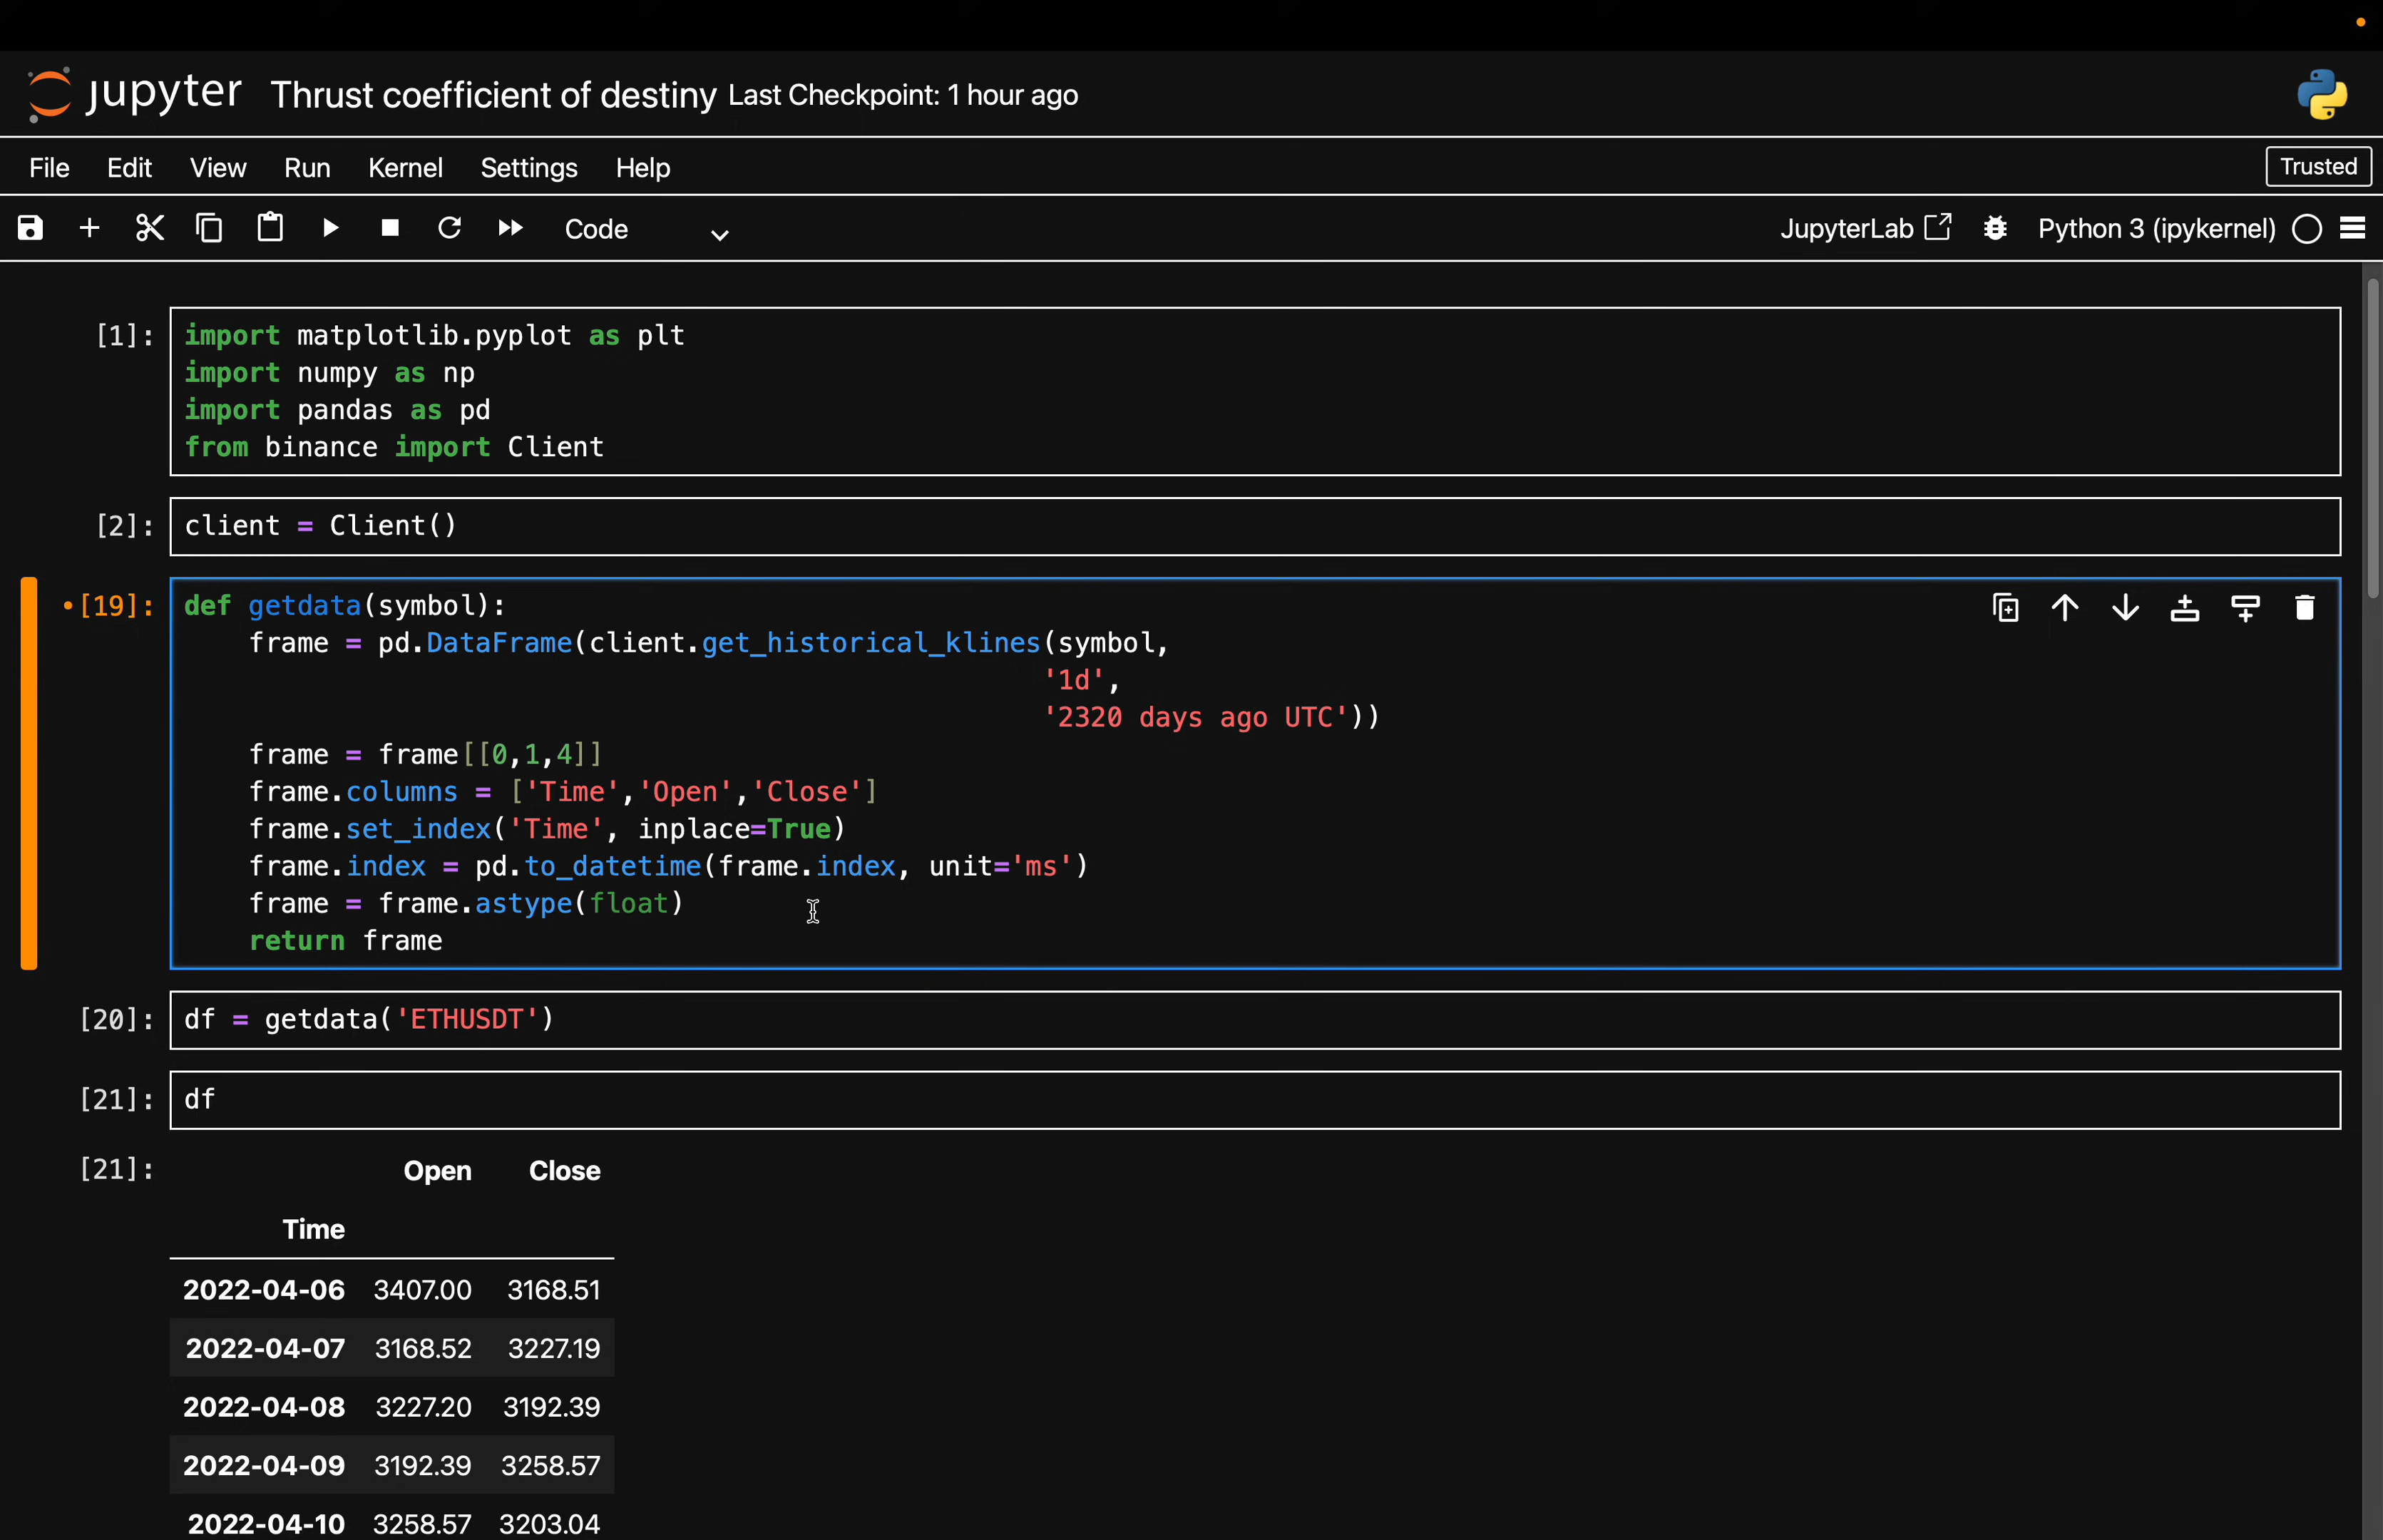 jupyter Thrust coefficient of destiny Last Checkpoint: 1 hour ago
File Edit View Run Kernel Settings Help Trusted
Code JupyterLab Python 3 (ipykernel)
[1]: import matplotlib.pyplot as plt
import numpy as np
import pandas as pd
from binance import Client
[2]: client = Client()
•[19]: def getdata(symbol):
    frame = pd.DataFrame(client.get_historical_klines(symbol,
                                                     '1d',
                                                     '2320 days ago UTC'))
    frame = frame[[0,1,4]]
    frame.columns = ['Time','Open','Close']
    frame.set_index('Time', inplace=True)
    frame.index = pd.to_datetime(frame.index, unit='ms')
    frame = frame.astype(float)
    return frame
[20]: df = getdata('ETHUSDT')
[21]: df
[21]: Open Close
Time
2022-04-06 3407.00 3168.51
2022-04-07 3168.52 3227.19
2022-04-08 3227.20 3192.39
2022-04-09 3192.39 3258.57
2022-04-10 3258.57 3203.04